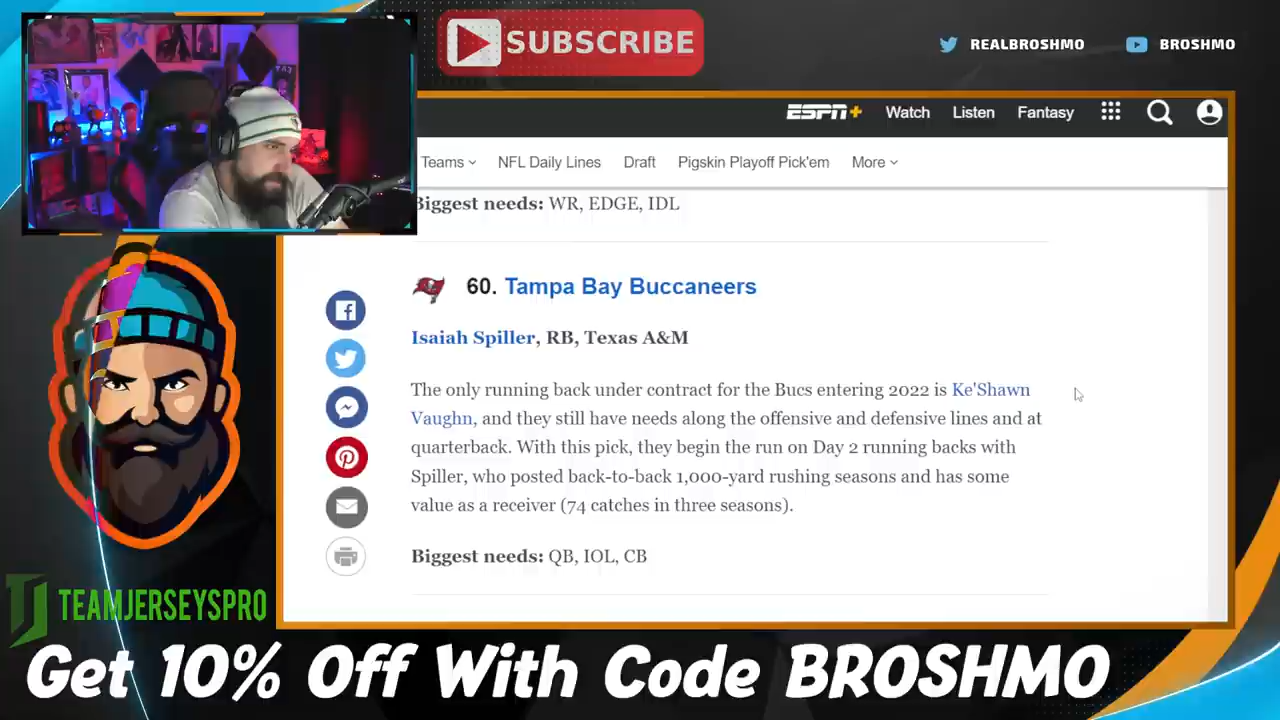 SUBSCRIBE
REALBROSHMO
BROSHMO
ESPN+
Watch
Listen
Fantasy
Teams
NFL Daily Lines
Draft
Pigskin Playoff Pick'em
More
Biggest needs: WR, EDGE, IDL
60. Tampa Bay Buccaneers
Isaiah Spiller, RB, Texas A&M
The only running back under contract for the Bucs entering 2022 is Ke'Shawn
Vaughn, and they still have needs along the offensive and defensive lines and at
quarterback. With this pick, they begin the run on Day 2 running backs with
Spiller, who posted back-to-back 1,000-yard rushing seasons and has some
value as a receiver (74 catches in three seasons).
Biggest needs: QB, IOL, CB
TEAMJERSEYSPRO
Get 10% Off With Code BROSHMO